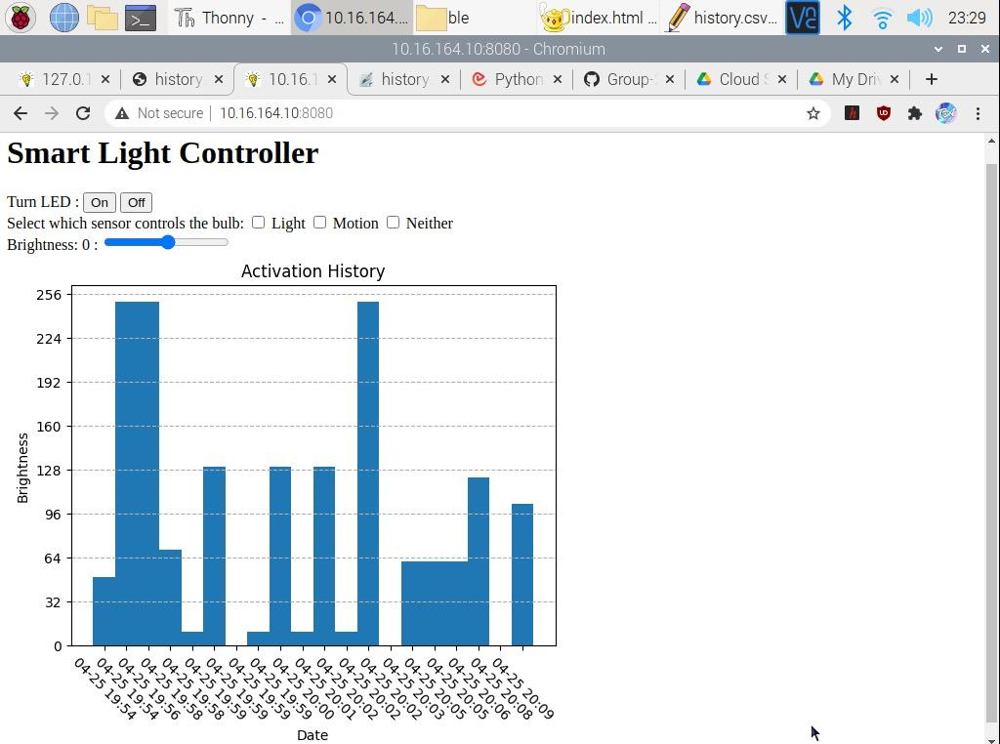 Thonny - ...
10.16.164....
ble
index.html ...
history.csv...
VC
23:29
10.16.164.10:8080 - Chromium
127.0.1
history
10.16.1
history
Python
Group-
Cloud S
My Driv
Not secure
10.16.164.10:8080
Smart Light Controller
Turn LED : On Off
Select which sensor controls the bulb: Light Motion Neither
Brightness: 0 :
Activation History
256
224
192
160
128
96
64
32
0
Brightness
04-25 19:54
04-25 19:54
04-25 19:56
04-25 19:58
04-25 19:58
04-25 19:59
04-25 19:59
04-25 19:59
04-25 20:00
04-25 20:01
04-25 20:02
04-25 20:02
04-25 20:02
04-25 20:03
04-25 20:05
04-25 20:05
04-25 20:06
04-25 20:08
04-25 20:09
Date